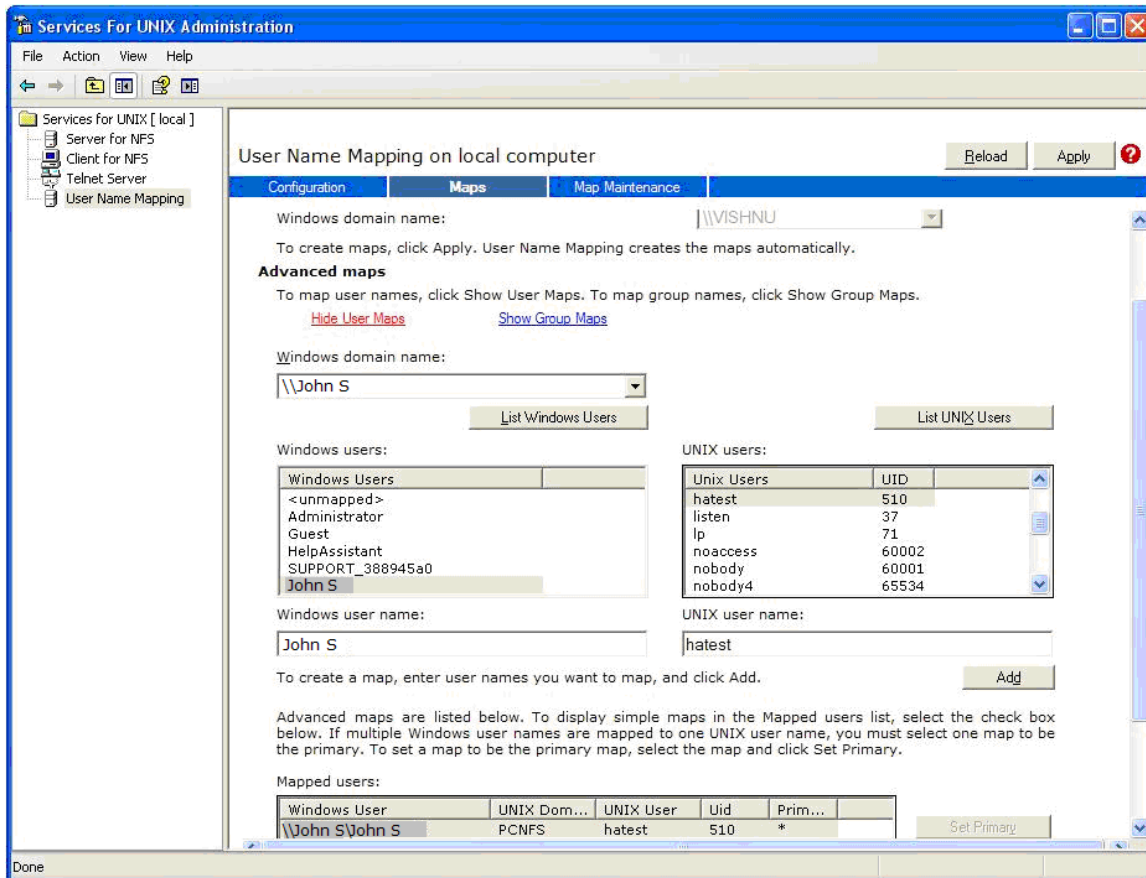 Services For UNIX Administration
File Action View Help
Services for UNIX [ local ]
Server for NFS
Client for NFS
Telnet Server
User Name Mapping
User Name Mapping on local computer
Reload Apply ?
Configuration Maps Map Maintenance
Windows domain name: \\VISHNU
To create maps, click Apply. User Name Mapping creates the maps automatically.
Advanced maps
To map user names, click Show User Maps. To map group names, click Show Group Maps.
Hide User Maps Show Group Maps
Windows domain name:
\\John S
List Windows Users List UNIX Users
Windows users: UNIX users:
Windows Users Unix Users UID
<unmapped> hatest 510
Administrator listen 37
Guest lp 71
HelpAssistant noaccess 60002
SUPPORT_388945a0 nobody 60001
John S nobody4 65534
Windows user name: UNIX user name:
John S hatest
To create a map, enter user names you want to map, and click Add. Add
Advanced maps are listed below. To display simple maps in the Mapped users list, select the check box
below. If multiple Windows user names are mapped to one UNIX user name, you must select one map to be
the primary. To set a map to be the primary map, select the map and click Set Primary.
Mapped users:
Windows User UNIX Dom... UNIX User Uid Prim...
\\John S\John S PCNFS hatest 510 *
Set Primary
Done